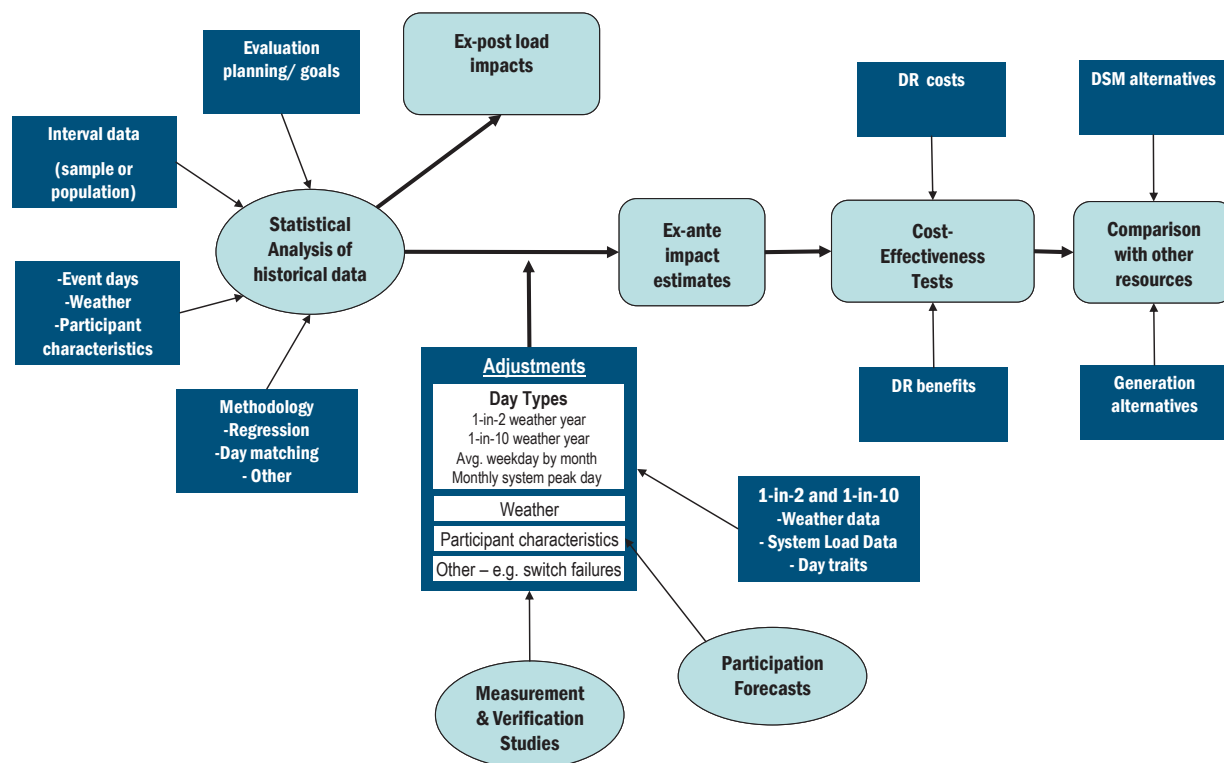 Evaluation
planning/ goals
Ex-post load
impacts
DR costs
DSM alternatives
Interval data
(sample or
population)
Statistical
Analysis of
historical data
Ex-ante
impact
estimates
Cost-
Effectiveness
Tests
Comparison
with other
resources
-Event days
-Weather
-Participant
characteristics
Methodology
-Regression
-Day matching
- Other
Adjustments
Day Types
1-in-2 weather year
1-in-10 weather year
Avg. weekday by month
Monthly system peak day
Weather
Participant characteristics
Other – e.g. switch failures
DR benefits
Generation
alternatives
1-in-2 and 1-in-10
-Weather data
- System Load Data
- Day traits
Participation
Forecasts
Measurement
& Verification
Studies